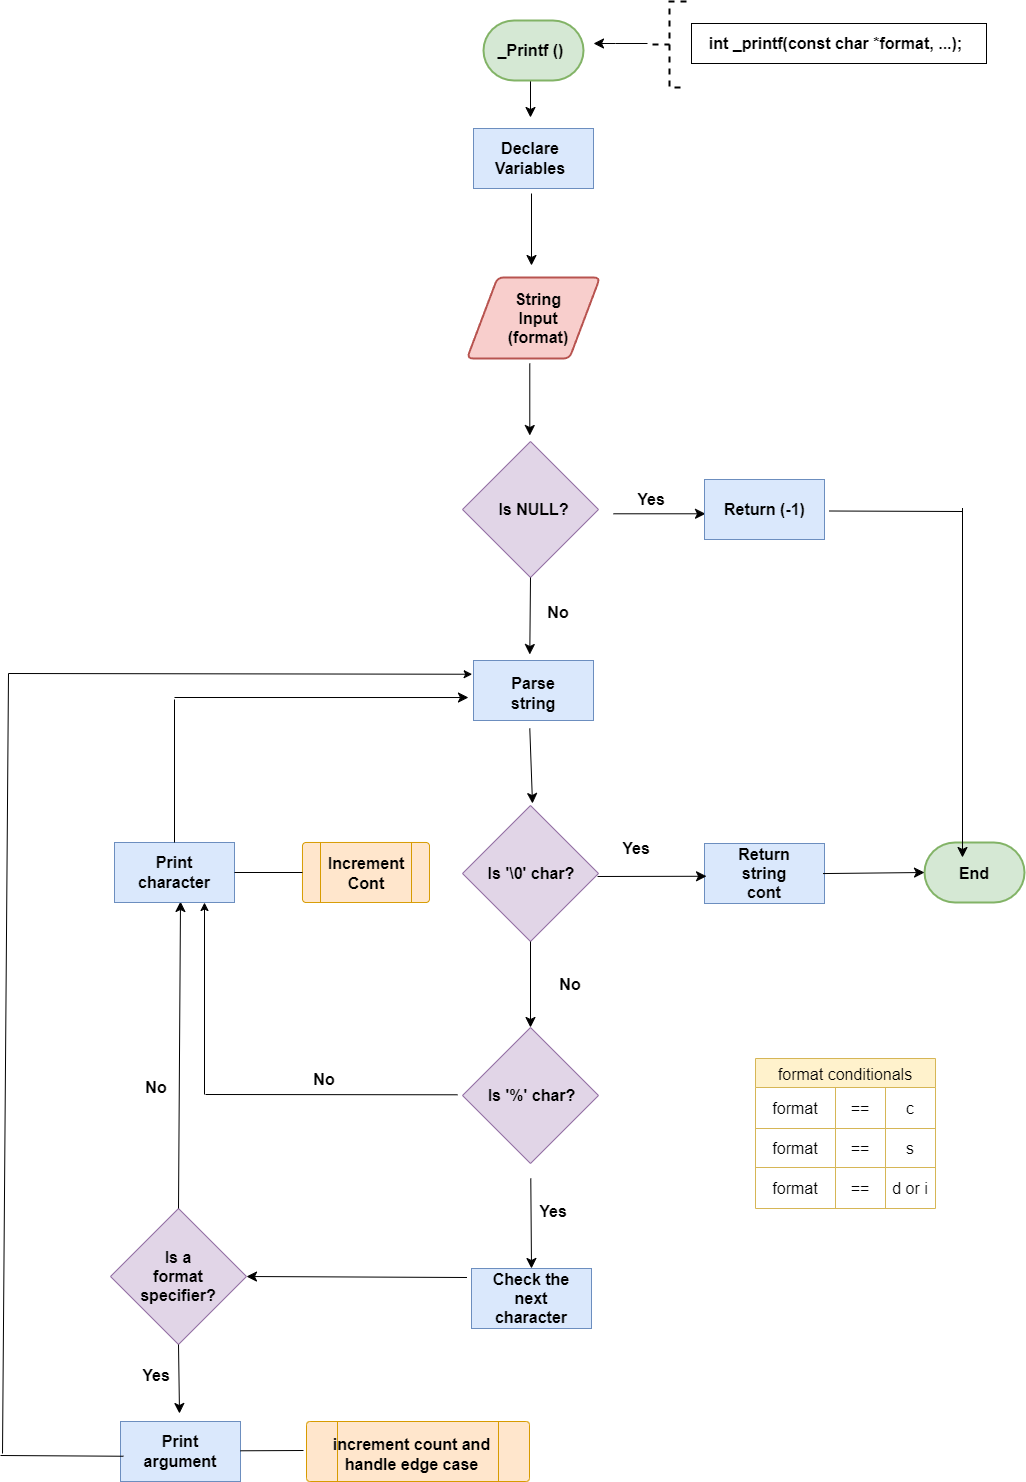 _Printf ()
int _printf(const char *format, ...);
Declare
Variables
String
Input
(format)
Is NULL?
Yes
Return (-1)
No
Parse
string
Print
character
Increment
Cont
Is '\0' char?
Yes
Return
string
cont
End
No
Is '%' char?
No
No
Yes
format conditionals
format == c
format == s
format == d or i
Is a
format
specifier?
Check the
next
character
Yes
Print
argument
increment count and
handle edge case